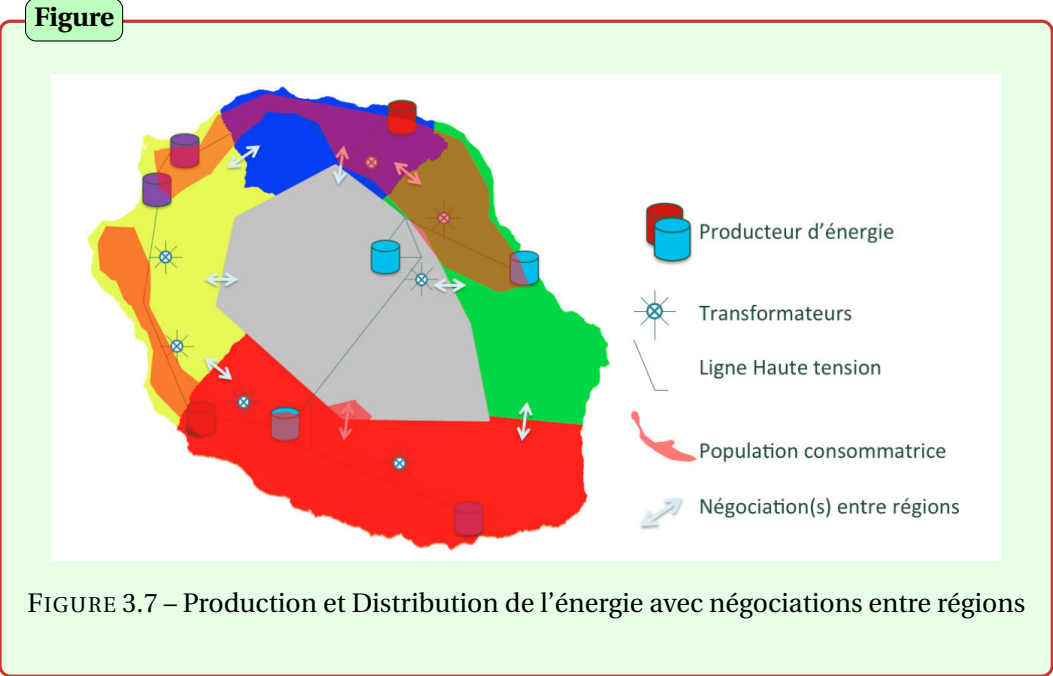 Figure
Producteur d'énergie
Transformateurs
Ligne Haute tension
Population consommatrice
Négociation(s) entre régions
FIGURE 3.7 – Production et Distribution de l'énergie avec négociations entre régions